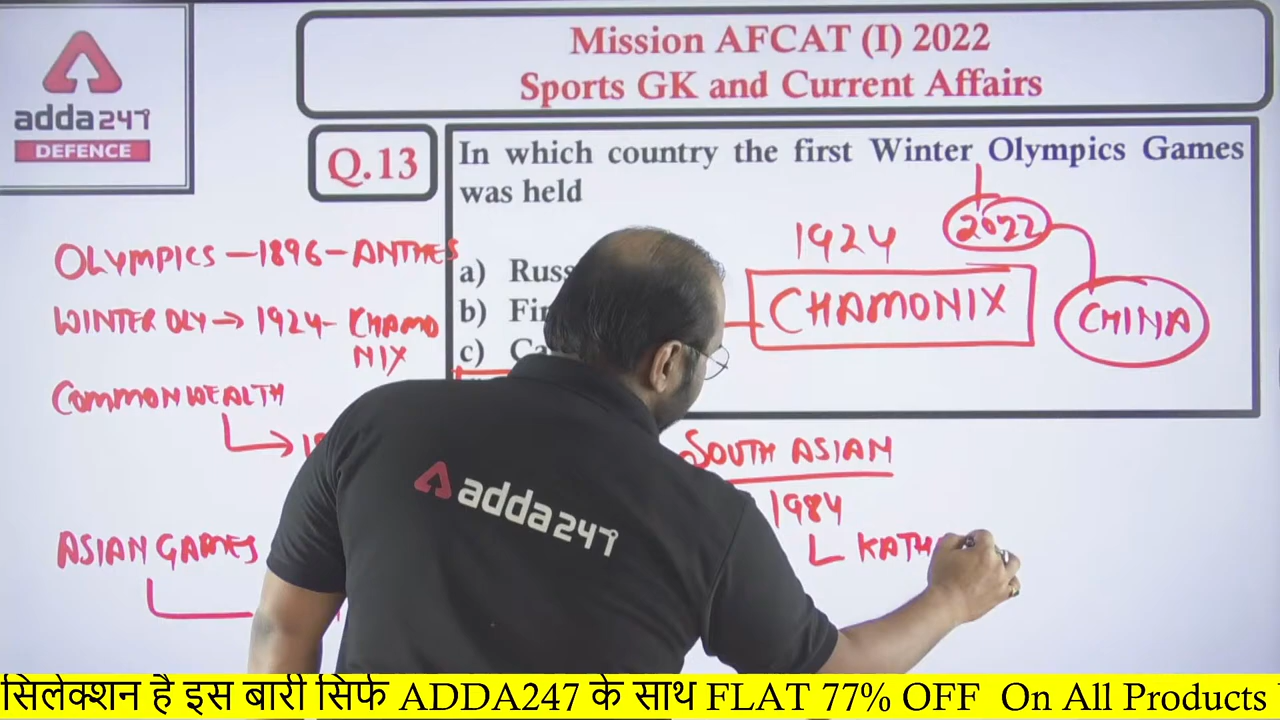 Mission AFCAT (I) 2022
Sports GK and Current Affairs
adda247
DEFENCE
Q.13
In which country the first Winter Olympics Games
was held
a) Russ
b) Fin
c) Ca
1924
2022
CHAMONIX
CHINA
OLYMPICS – 1896 – ANTHES
WINTER OLY → 1924 – CHAMO
NIX
COMMONWEALTH
SOUTH ASIAN
1984
KATH
ASIAN GAMES
adda247
सिलेक्शन है इस बारी सिर्फ ADDA247 के साथ FLAT 77% OFF On All Products